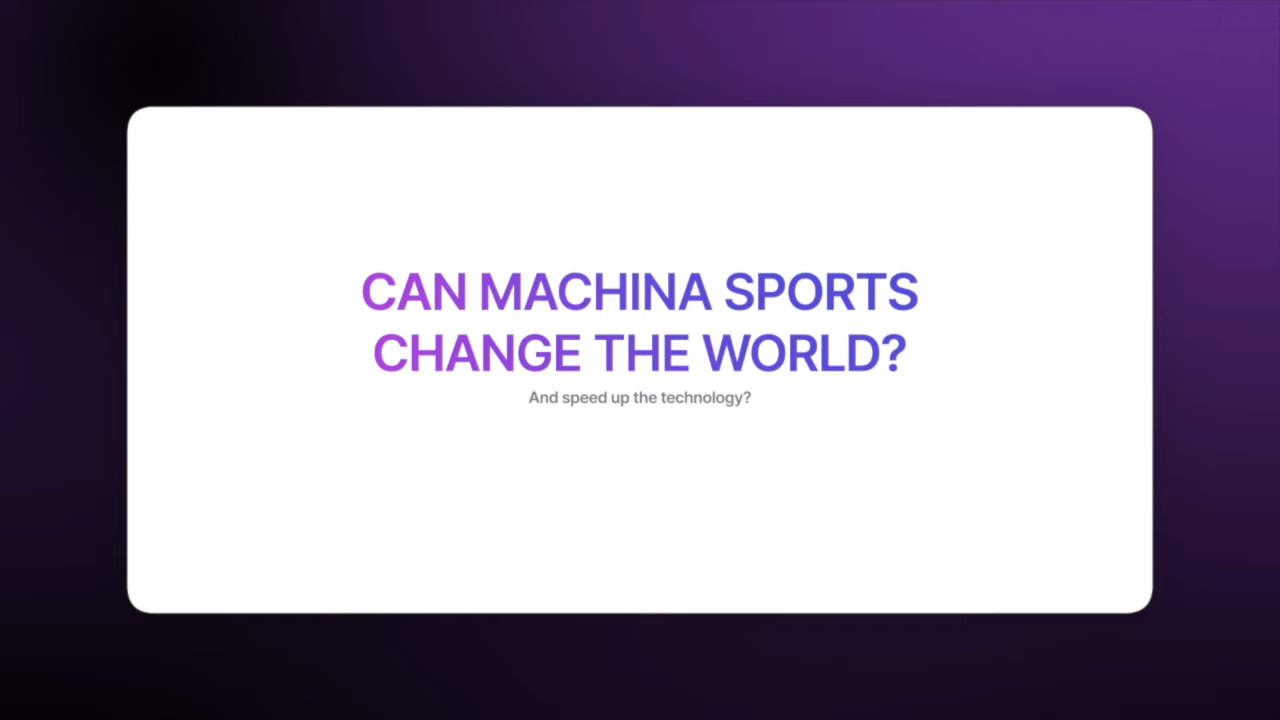 CAN MACHINA SPORTS
CHANGE THE WORLD?
And speed up the technology?